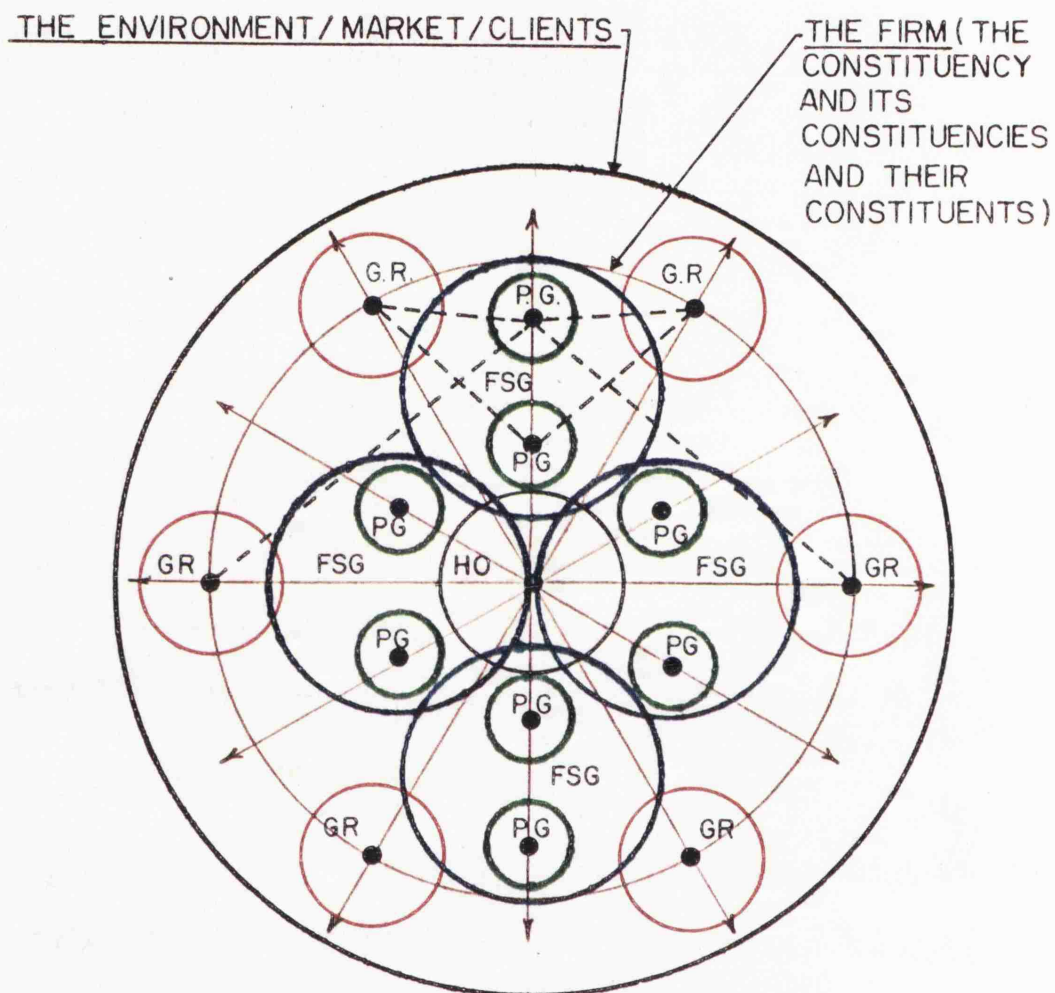 THE ENVIRONMENT/MARKET/CLIENTS
THE FIRM (THE
CONSTITUENCY
AND ITS
CONSTITUENCIES
AND THEIR
CONSTITUENTS)
G.R.
G.R
P.G.
FSG
PG
PG
PG
GR
FSG
HO
FSG
GR
PG
PG
PG
FSG
GR
PG
GR